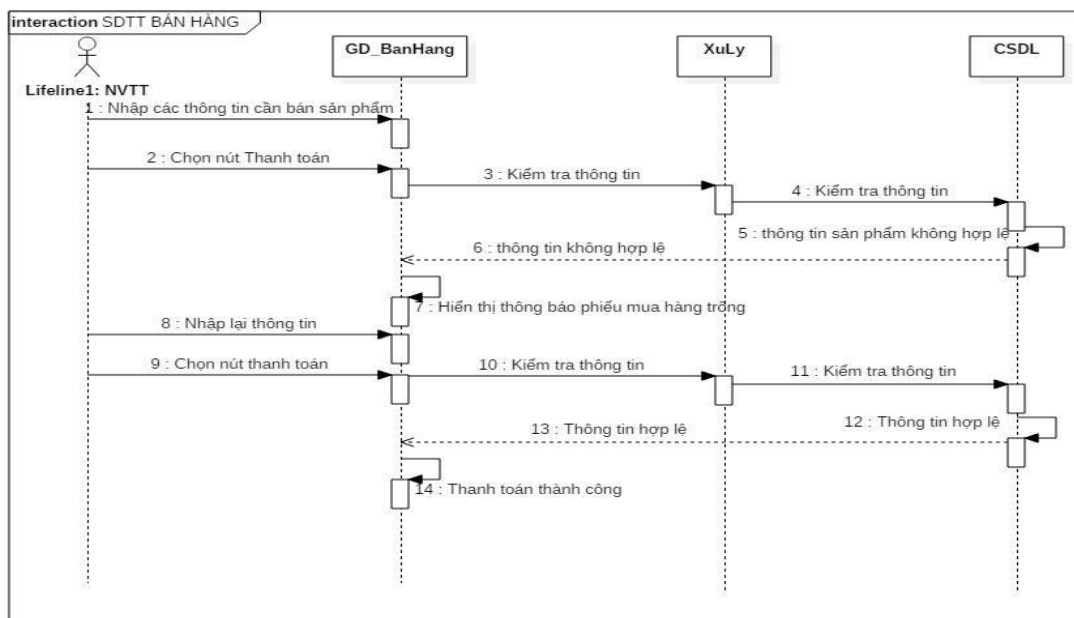 interaction SDTT BÁN HÀNG
GD_BanHang
XuLy
CSDL
Lifeline1: NVTT
1 : Nhập các thông tin cần bán sản phẩm
2 : Chọn nút Thanh toán
3 : Kiểm tra thông tin
4 : Kiểm tra thông tin
5 : thông tin sản phẩm không hợp lệ
6 : thông tin không hợp lệ
7 : Hiển thị thông báo phiếu mua hàng trống
8 : Nhập lại thông tin
9 : Chọn nút thanh toán
10 : Kiểm tra thông tin
11 : Kiểm tra thông tin
12 : Thông tin hợp lệ
13 : Thông tin hợp lệ
14 : Thanh toán thành công